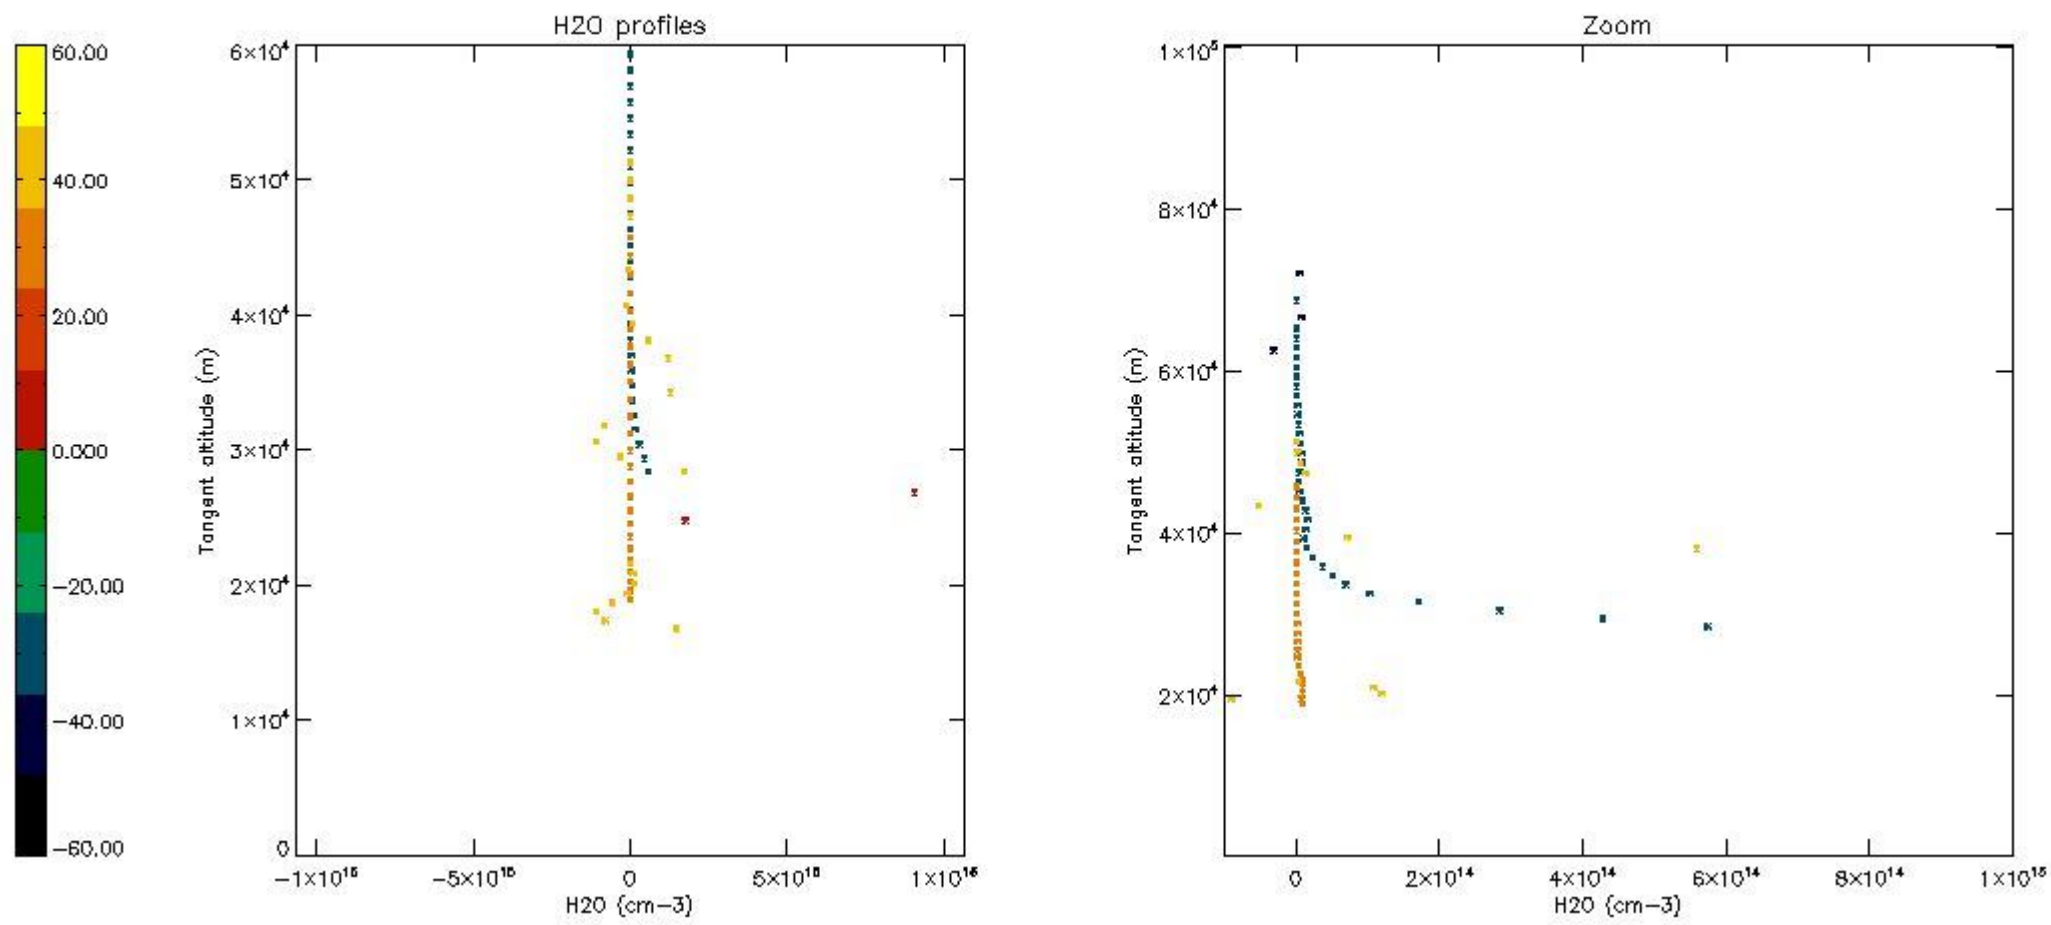 H2O profiles
60.00
40.00
20.00
0.000
−20.00
−40.00
−60.00
6×10⁴
5×10⁴
4×10⁴
3×10⁴
2×10⁴
1×10⁴
0
Tangent altitude (m)
−1×10¹⁶ −5×10¹⁵ 0 5×10¹⁵ 1×10¹⁶
H2O (cm−3)
Zoom
1×10⁵
8×10⁴
6×10⁴
4×10⁴
2×10⁴
Tangent altitude (m)
0 2×10¹⁴ 4×10¹⁴ 6×10¹⁴ 8×10¹⁴ 1×10¹⁵
H2O (cm−3)